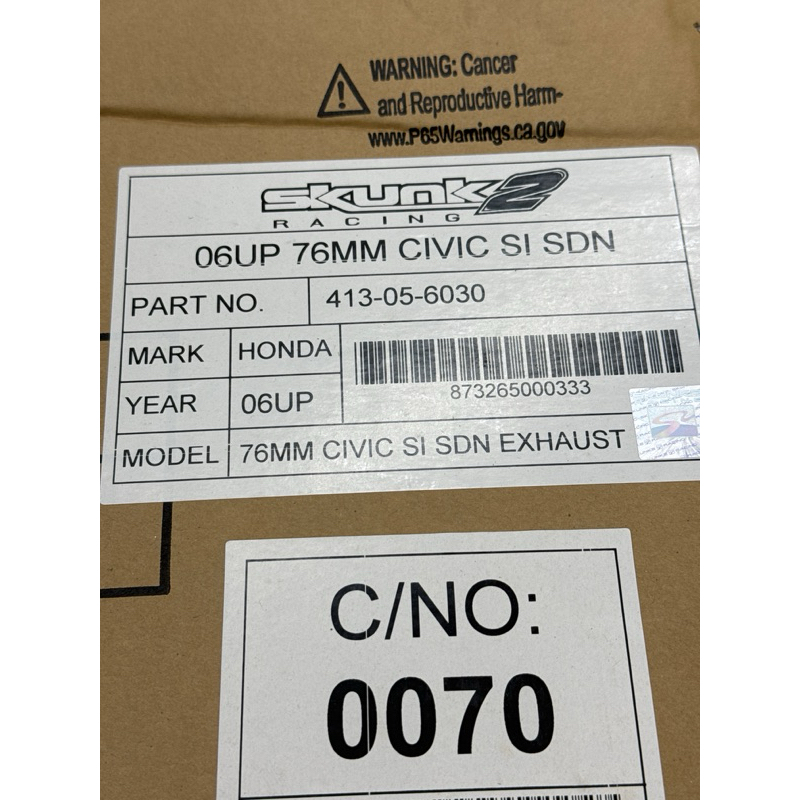 WARNING: Cancer
and Reproductive Harm-
www.P65Warnings.ca.gov
skunk2
RACING
06UP 76MM CIVIC SI SDN
PART NO. 413-05-6030
MARK HONDA
873265000333
YEAR 06UP
MODEL 76MM CIVIC SI SDN EXHAUST
C/NO:
0070